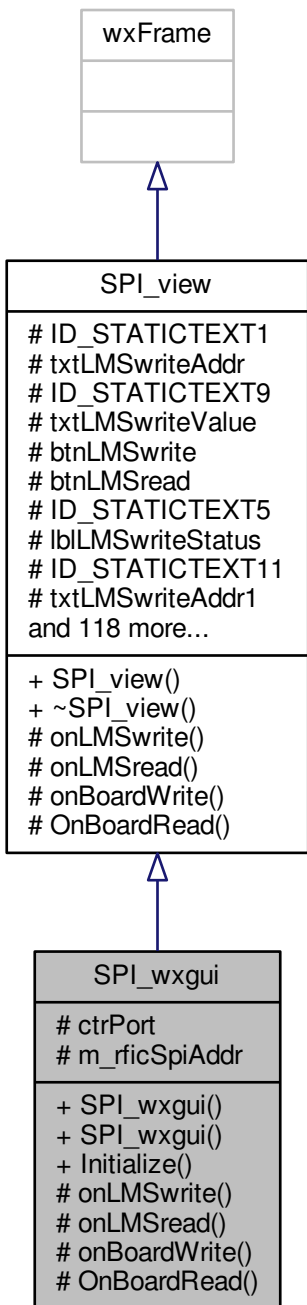 wxFrame
SPI_view
# ID_STATICTEXT1
# txtLMSwriteAddr
# ID_STATICTEXT9
# txtLMSwriteValue
# btnLMSwrite
# btnLMSread
# ID_STATICTEXT5
# lblLMSwriteStatus
# ID_STATICTEXT11
# txtLMSwriteAddr1
and 118 more...
+ SPI_view()
+ ~SPI_view()
# onLMSwrite()
# onLMSread()
# onBoardWrite()
# OnBoardRead()
SPI_wxgui
# ctrPort
# m_rficSpiAddr
+ SPI_wxgui()
+ SPI_wxgui()
+ Initialize()
# onLMSwrite()
# onLMSread()
# onBoardWrite()
# OnBoardRead()